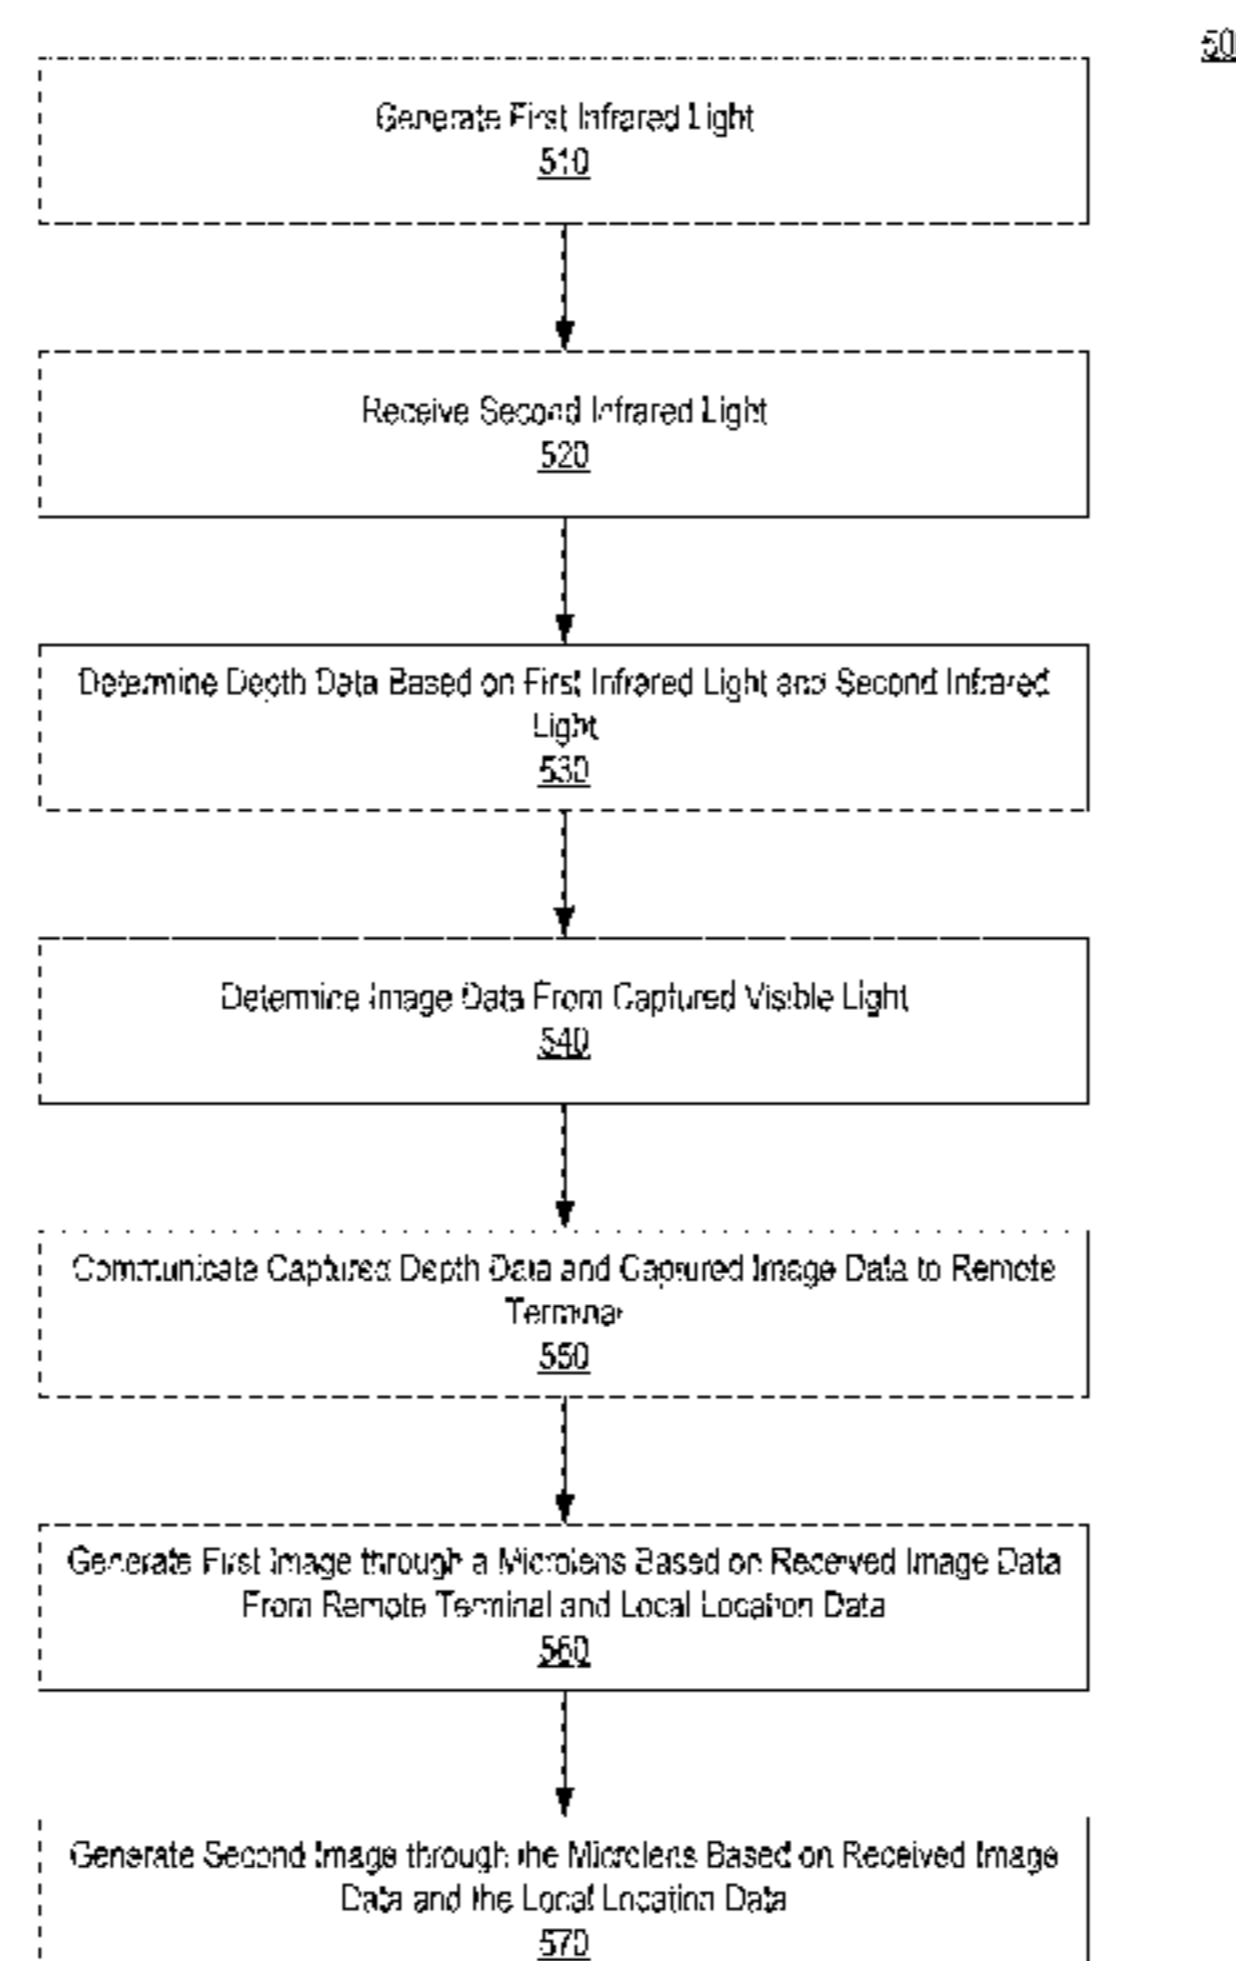 50
Generate First Infrared Light
510
Receive Second Infrared Light
520
Determine Depth Data Based on First Infrared Light and Second Infrared
Light
530
Determine Image Data From Captured Visible Light
540
Communicate Captured Depth Data and Captured Image Data to Remote
Terminal
550
Generate First Image through a Microlens Based on Received Image Data
From Remote Terminal and Local Location Data
560
Generate Second Image through the Microlens Based on Received Image
Data and the Local Location Data
570